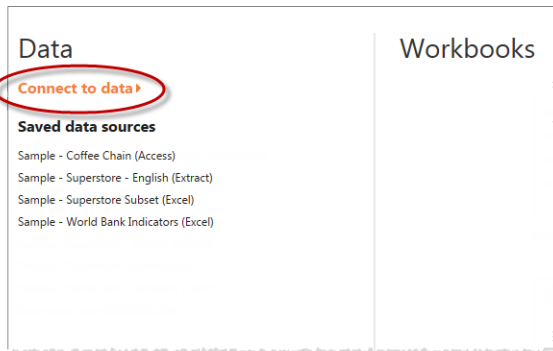 Data
Connect to data
Saved data sources
Sample - Coffee Chain (Access)
Sample - Superstore - English (Extract)
Sample - Superstore Subset (Excel)
Sample - World Bank Indicators (Excel)
Workbooks